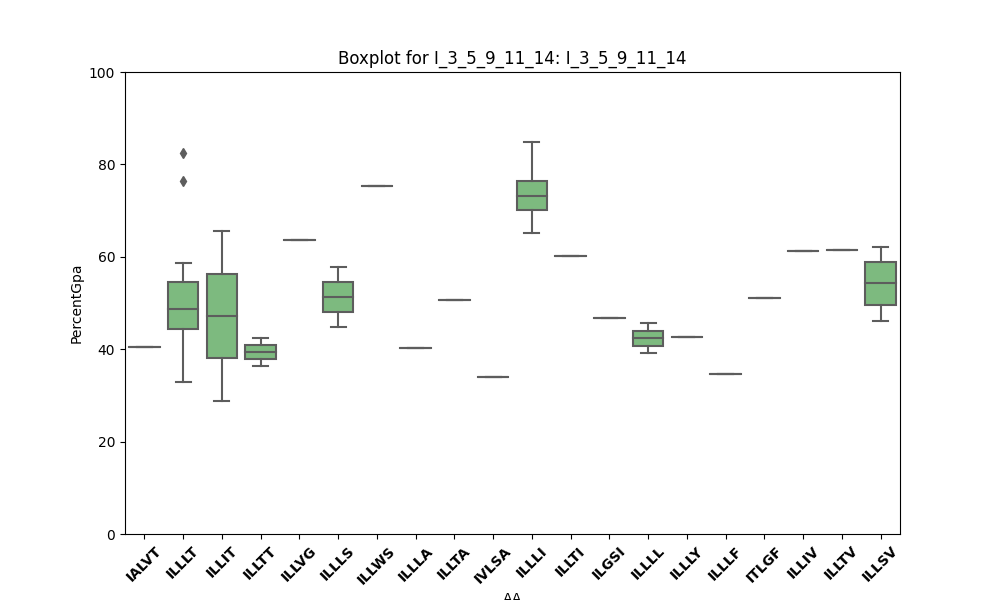 Boxplot for I_3_5_9_11_14: I_3_5_9_11_14
100
80
60
40
20
0
PercentGpa
IALVT
ILLLT
ILLIT
ILLTT
ILLVG
ILLLS
ILLWS
ILLLA
ILLTA
IVLSA
ILLLI
ILLTI
ILGSI
ILLLL
ILLLY
ILLLF
ITLGF
ILLIV
ILLTV
ILLSV
AA